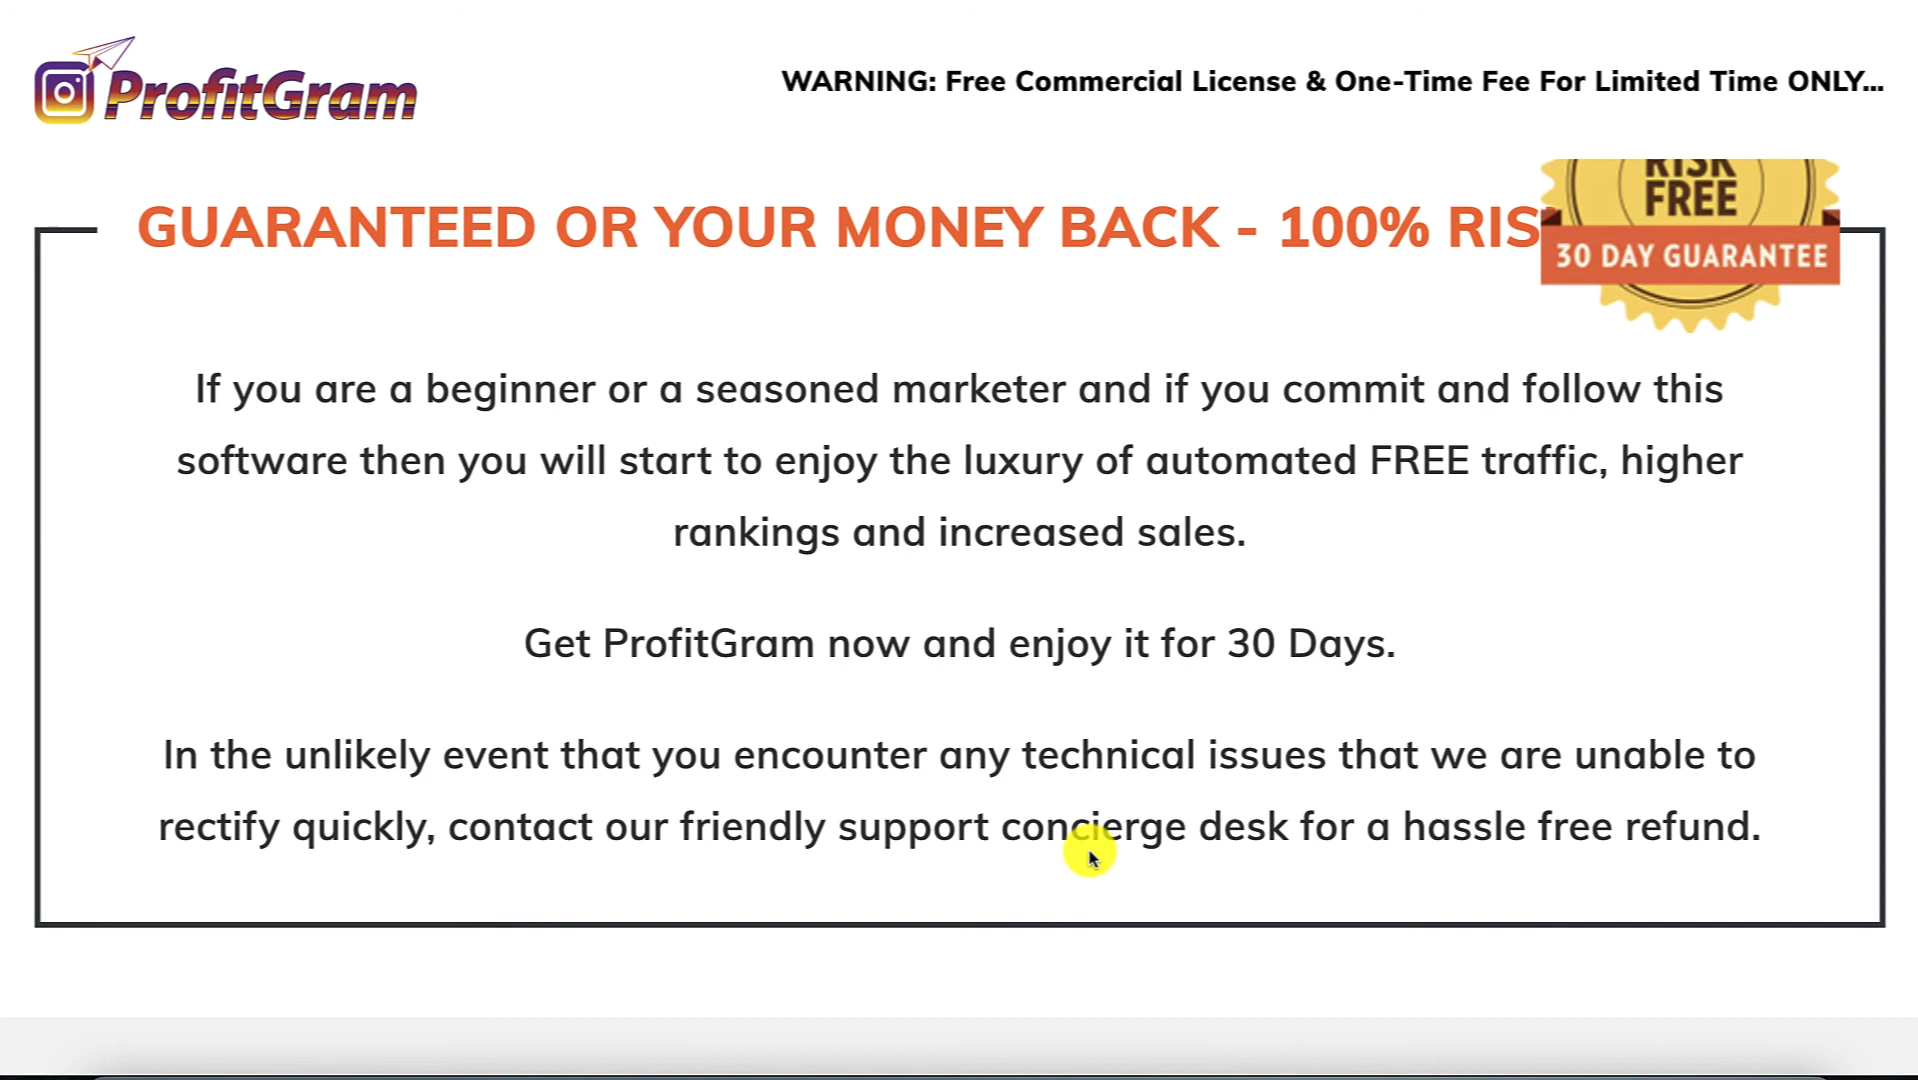 ProfitGram
WARNING: Free Commercial License & One-Time Fee For Limited Time ONLY...
GUARANTEED OR YOUR MONEY BACK - 100%
RISK
FREE
30 DAY GUARANTEE
If you are a beginner or a seasoned marketer and if you commit and follow this
software then you will start to enjoy the luxury of automated FREE traffic, higher
rankings and increased sales.
Get ProfitGram now and enjoy it for 30 Days.
In the unlikely event that you encounter any technical issues that we are unable to
rectify quickly, contact our friendly support concierge desk for a hassle free refund.